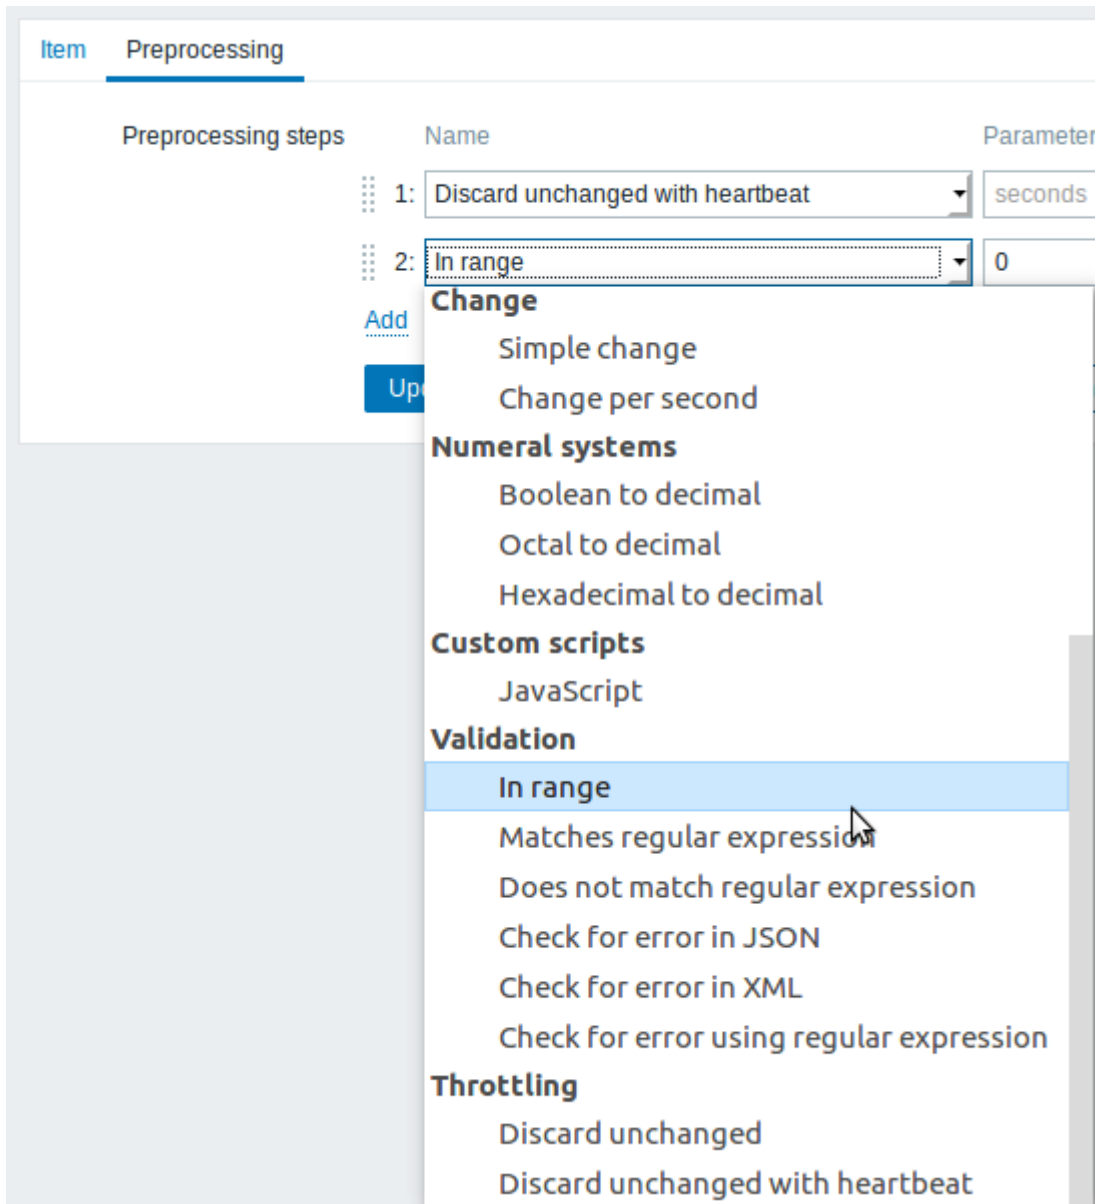 Item Preprocessing
Preprocessing steps Name Parameter
1: Discard unchanged with heartbeat seconds
2: In range 0
Change
Add
Simple change
Change per second
Numeral systems
Boolean to decimal
Octal to decimal
Hexadecimal to decimal
Custom scripts
JavaScript
Validation
In range
Matches regular expression
Does not match regular expression
Check for error in JSON
Check for error in XML
Check for error using regular expression
Throttling
Discard unchanged
Discard unchanged with heartbeat